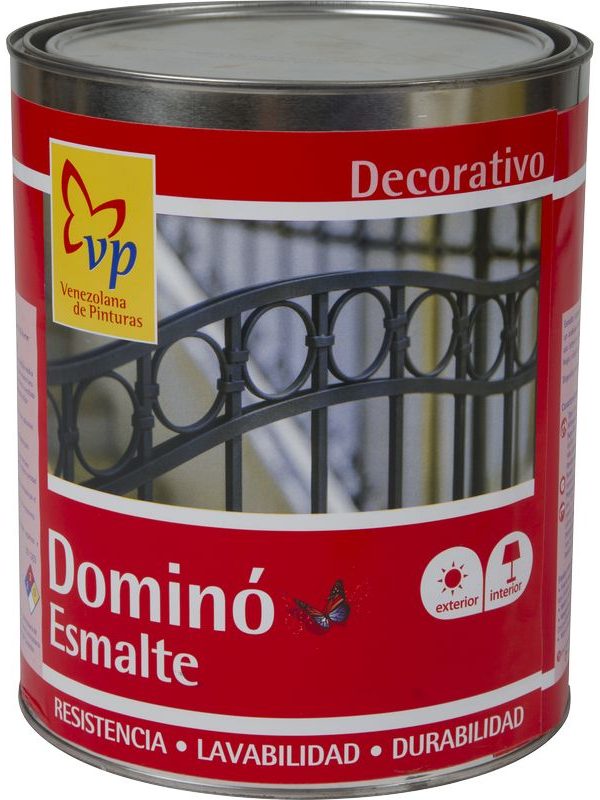 Decorativo
vp
Venezolana
de Pinturas
Dominó
Esmalte
exterior
interior
RESISTENCIA • LAVABILIDAD • DURABILIDAD